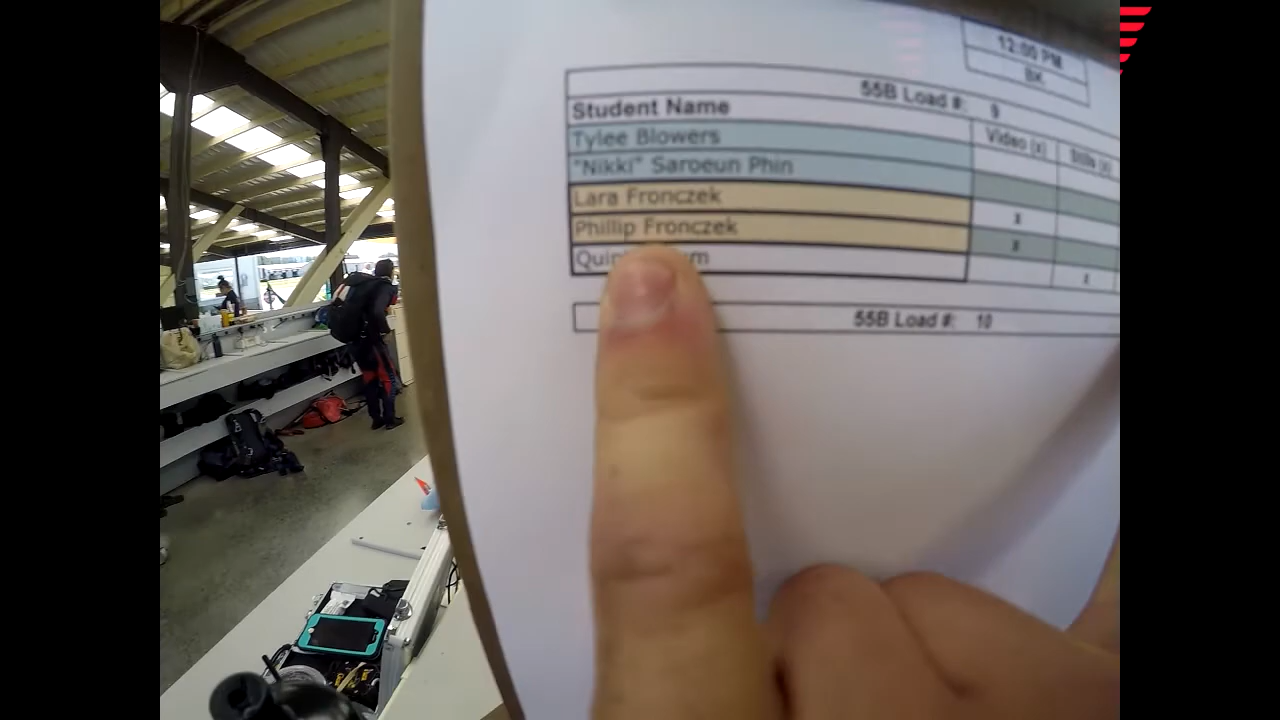 12:00 PM
BK
55B Load #: 9
Student Name
Video (x)
Stills (x)
Tylee Blowers
"Nikki" Saroeun Phin
Lara Fronczek
x
Phillip Fronczek
x
x
55B Load #: 10